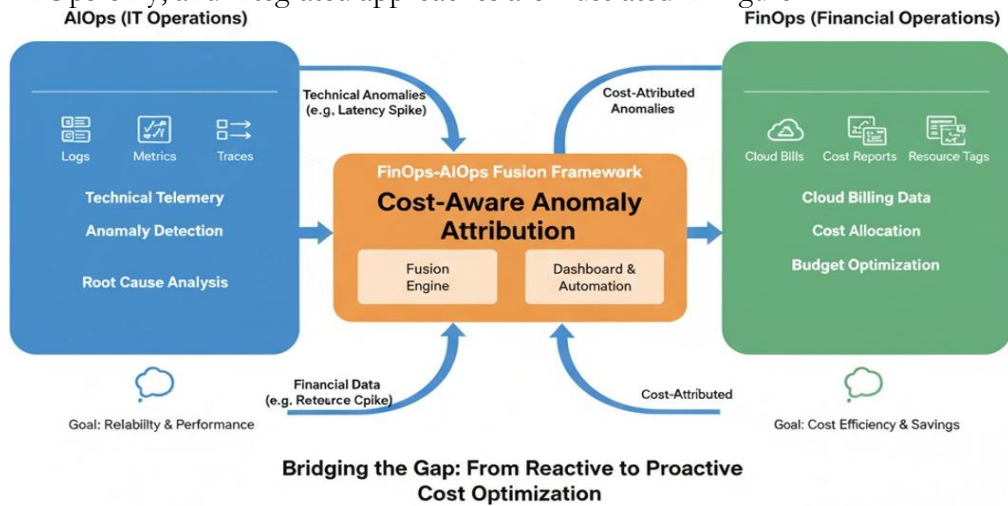 AIOps (IT Operations)
FinOps (Financial Operations)
Logs
Metrics
Traces
Technical Telemery
Anomaly Detection
Root Cause Analysis
Technical Anomalies
(e.g, Latency Spike)
Cost-Attributed
Anomalies
FinOps-AIOps Fusion Framework
Cost-Aware Anomaly
Attribution
Fusion
Engine
Dashboard &
Automation
Cloud Bills
Cost Reports
Resource Tags
Cloud Billing Data
Cost Allocation
Budget Optimization
Financial Data
(e.g. Reteurce Cpike)
Cost-Attributed
Goal: Relability & Performance
Goal: Cost Efficiency & Savings
Bridging the Gap: From Reactive to Proactive
Cost Optimization